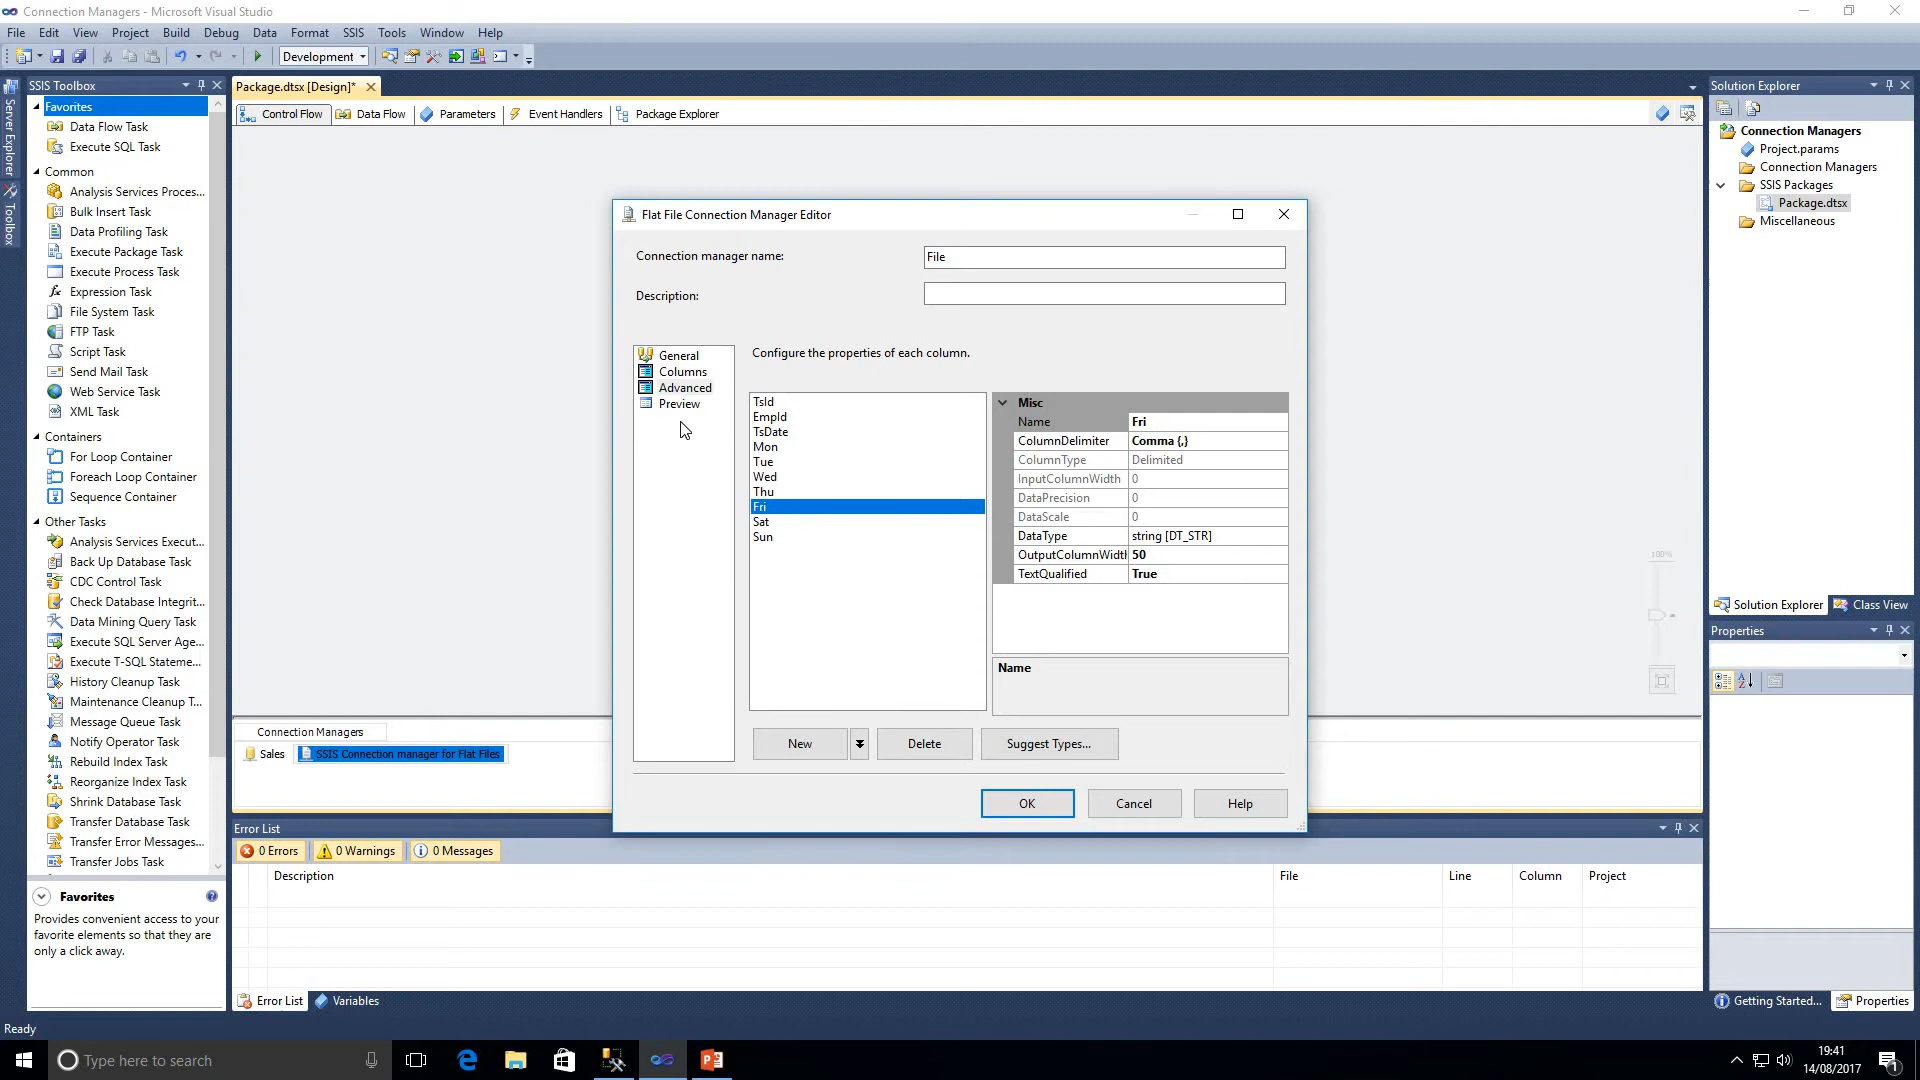 Connection Managers - Microsoft Visual Studio
File Edit View Project Build Debug Data Format SSIS Tools Window Help
Development
Server Explorer
Toolbox
SSIS Toolbox
Favorites
Data Flow Task
Execute SQL Task
Common
Analysis Services Proces...
Bulk Insert Task
Data Profiling Task
Execute Package Task
Execute Process Task
Expression Task
File System Task
FTP Task
Script Task
Send Mail Task
Web Service Task
XML Task
Containers
For Loop Container
Foreach Loop Container
Sequence Container
Other Tasks
Analysis Services Execut...
Back Up Database Task
CDC Control Task
Check Database Integrit...
Data Mining Query Task
Execute SQL Server Age...
Execute T-SQL Stateme...
History Cleanup Task
Maintenance Cleanup T...
Message Queue Task
Notify Operator Task
Rebuild Index Task
Reorganize Index Task
Shrink Database Task
Transfer Database Task
Transfer Error Messages...
Transfer Jobs Task
Favorites
Provides convenient access to your
favorite elements so that they are
only a click away.
Package.dtsx [Design]*
Control Flow Data Flow Parameters Event Handlers Package Explorer
Flat File Connection Manager Editor
Connection manager name: File
Description:
General
Columns
Advanced
Preview
Configure the properties of each column.
TsId
EmpId
TsDate
Mon
Tue
Wed
Thu
Fri
Sat
Sun
Misc
Name Fri
ColumnDelimiter Comma {,}
ColumnType Delimited
InputColumnWidth 0
DataPrecision 0
DataScale 0
DataType string [DT_STR]
OutputColumnWidth 50
TextQualified True
Name
New Delete Suggest Types...
OK Cancel Help
100%
Connection Managers
Sales SSIS Connection manager for Flat Files
Error List
0 Errors 0 Warnings 0 Messages
Description File Line Column Project
Error List Variables
Solution Explorer
Connection Managers
Project.params
Connection Managers
SSIS Packages
Package.dtsx
Miscellaneous
Solution Explorer Class View
Properties
Getting Started... Properties
Ready
Type here to search
19:41
14/08/2017
1